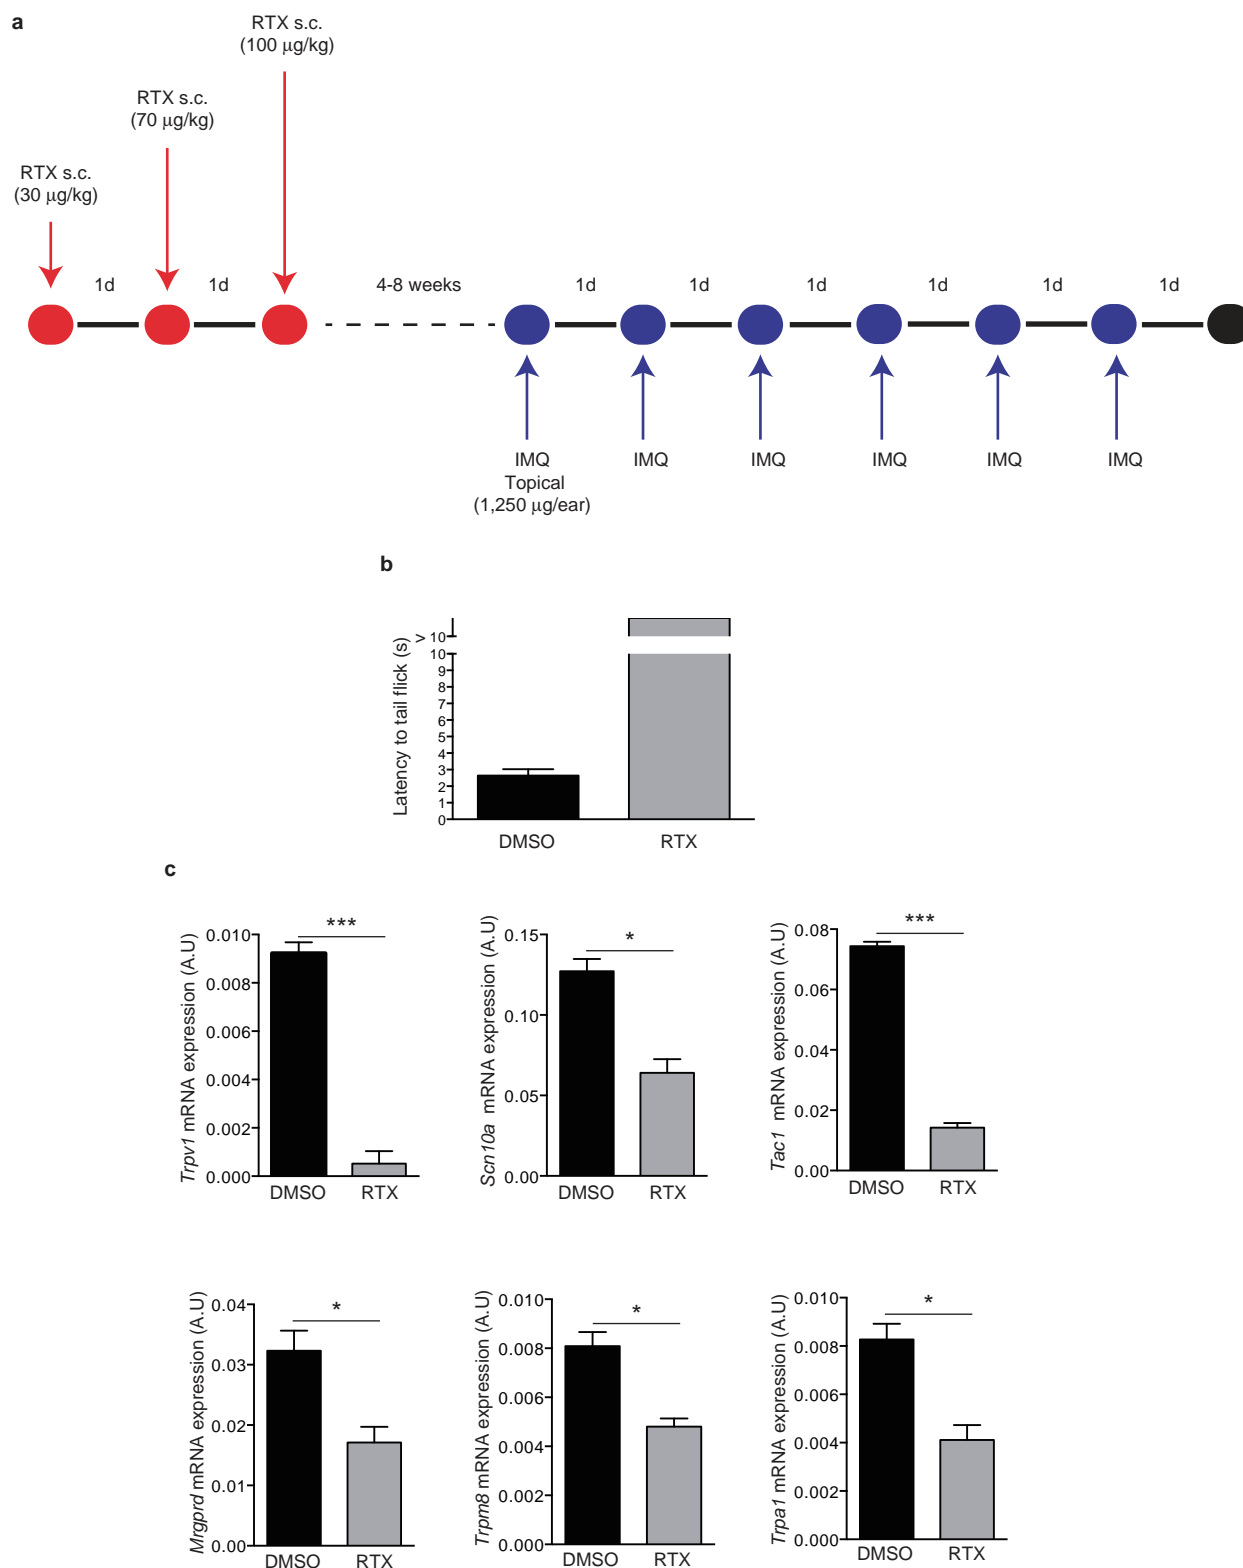 a
RTX s.c.
(100 μg/kg)
RTX s.c.
(70 μg/kg)
RTX s.c.
(30 μg/kg)
1d
1d
4-8 weeks
1d
1d
1d
1d
1d
1d
IMQ
Topical
(1,250 μg/ear)
IMQ
IMQ
IMQ
IMQ
IMQ
b
Latency to tail flick (s)
> 10
10
9
8
7
6
5
4
3
2
1
0
DMSO
RTX
c
Trpv1 mRNA expression (A.U)
0.010
0.008
0.006
0.004
0.002
0.000
***
DMSO
RTX
Scn10a mRNA expression (A.U)
0.15
0.10
0.05
0.00
*
DMSO
RTX
Tac1 mRNA expression (A.U)
0.08
0.06
0.04
0.02
0.00
***
DMSO
RTX
Mrgprd mRNA expression (A.U)
0.04
0.03
0.02
0.01
0.00
*
DMSO
RTX
Trpm8 mRNA expression (A.U)
0.010
0.008
0.006
0.004
0.002
0.000
*
DMSO
RTX
Trpa1 mRNA expression (A.U)
0.010
0.008
0.006
0.004
0.002
0.000
*
DMSO
RTX